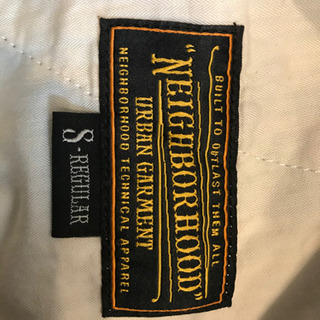 BUILT TO OUTLAST THEM ALL
"NEIGHBORHOOD"
URBAN GARMENT
NEIGHBORHOOD TECHNICAL APPAREL
S-REGULAR